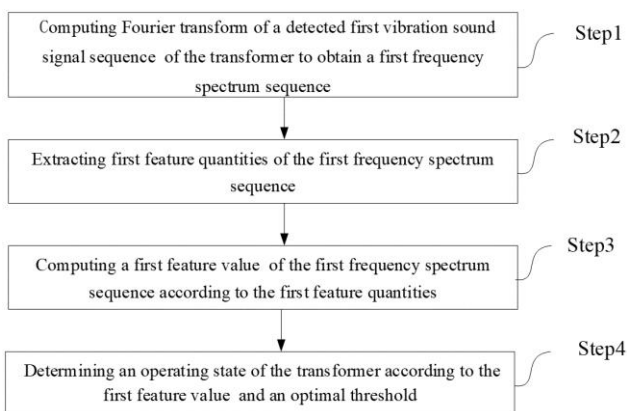 Computing Fourier transform of a detected first vibration sound
signal sequence of the transformer to obtain a first frequency
spectrum sequence
Step1
Extracting first feature quantities of the first frequency spectrum
sequence
Step2
Computing a first feature value of the first frequency spectrum
sequence according to the first feature quantities
Step3
Determining an operating state of the transformer according to the
first feature value and an optimal threshold
Step4